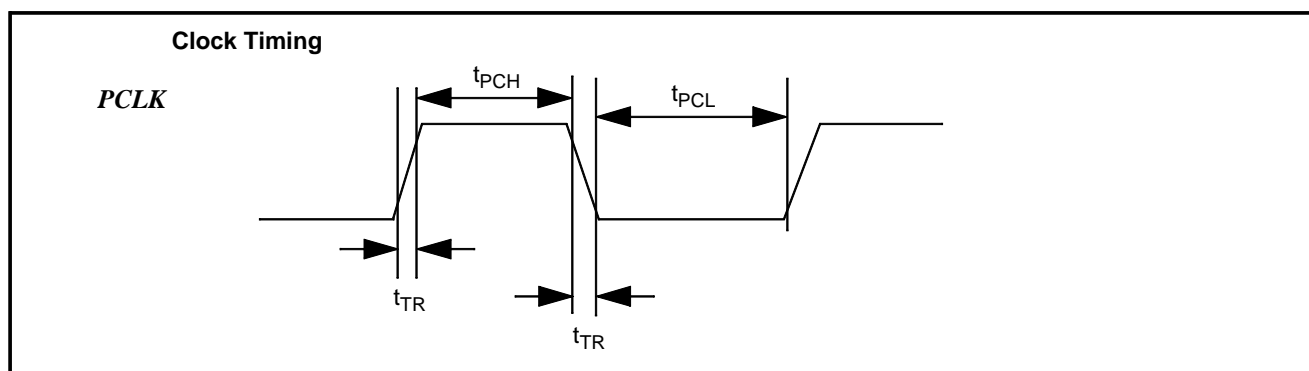 Clock Timing
PCLK
tPCH
tPCL
tTR
tTR